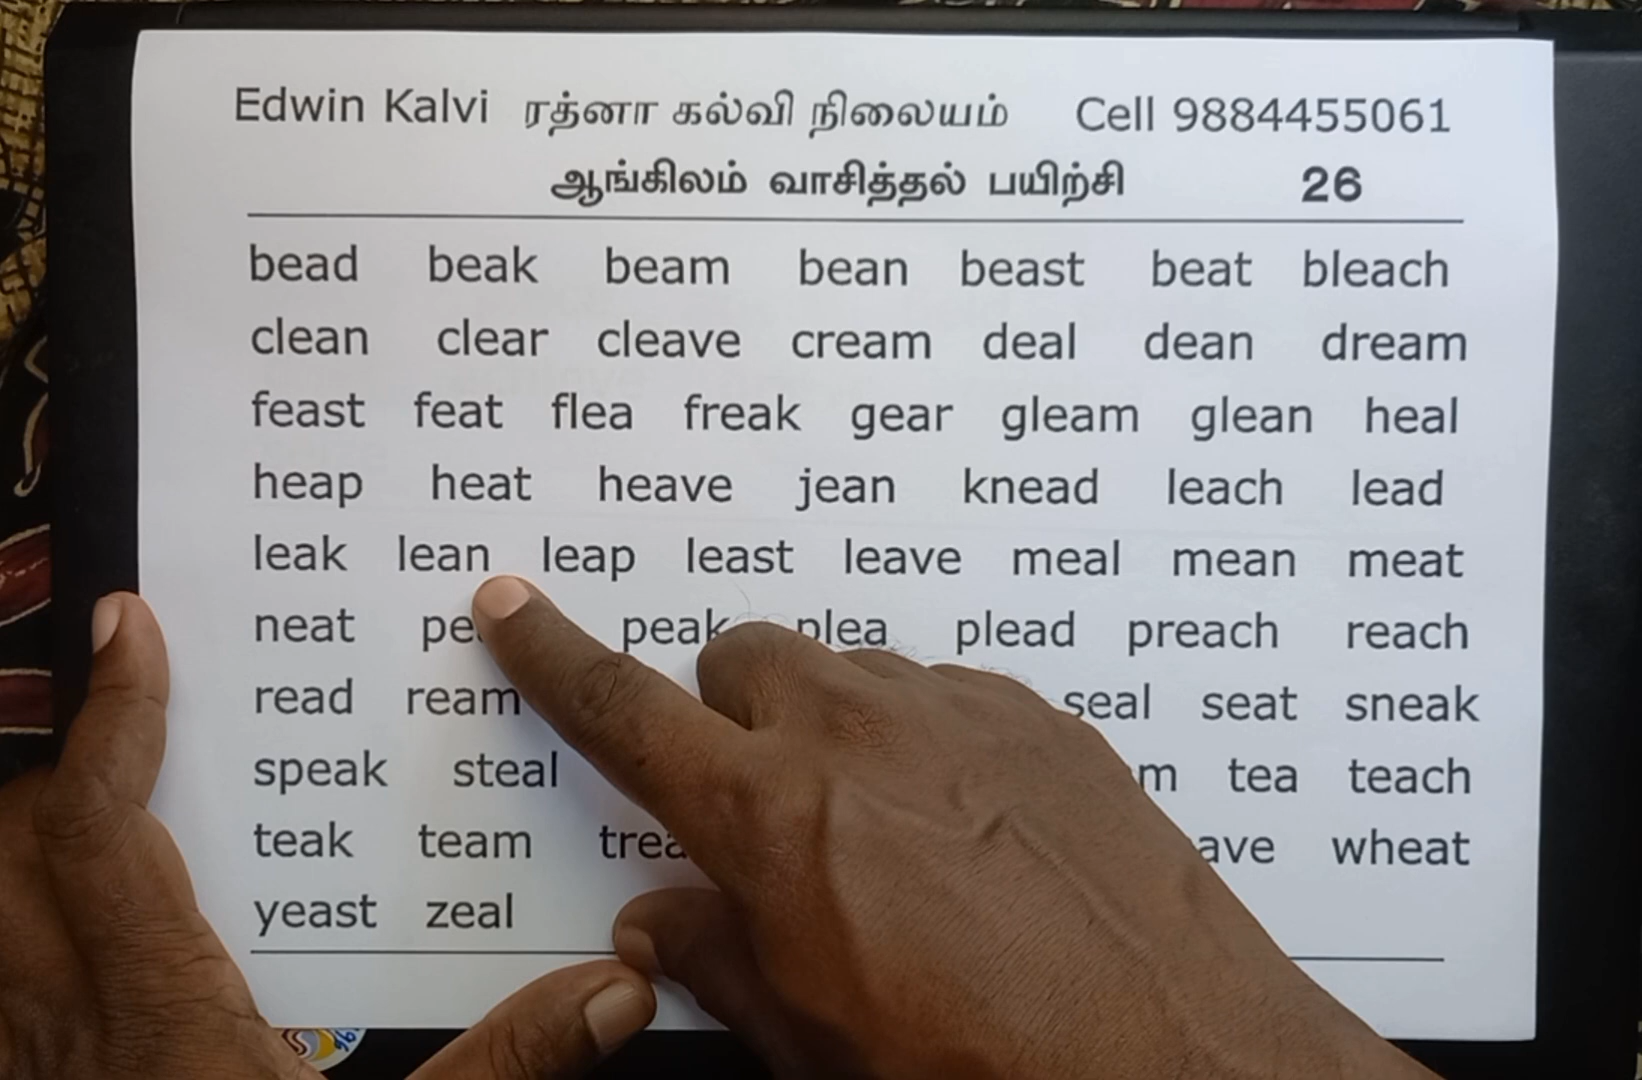 Edwin Kalvi ரத்னா கல்வி நிலையம் Cell 9884455061
ஆங்கிலம் வாசித்தல் பயிற்சி 26
bead beak beam bean beast beat bleach
clean clear cleave cream deal dean dream
feast feat flea freak gear gleam glean heal
heap heat heave jean knead leach lead
leak lean leap least leave meal mean meat
neat peak plea plead preach reach
read ream seal seat sneak
speak steal tea teach
teak team wheat
yeast zeal